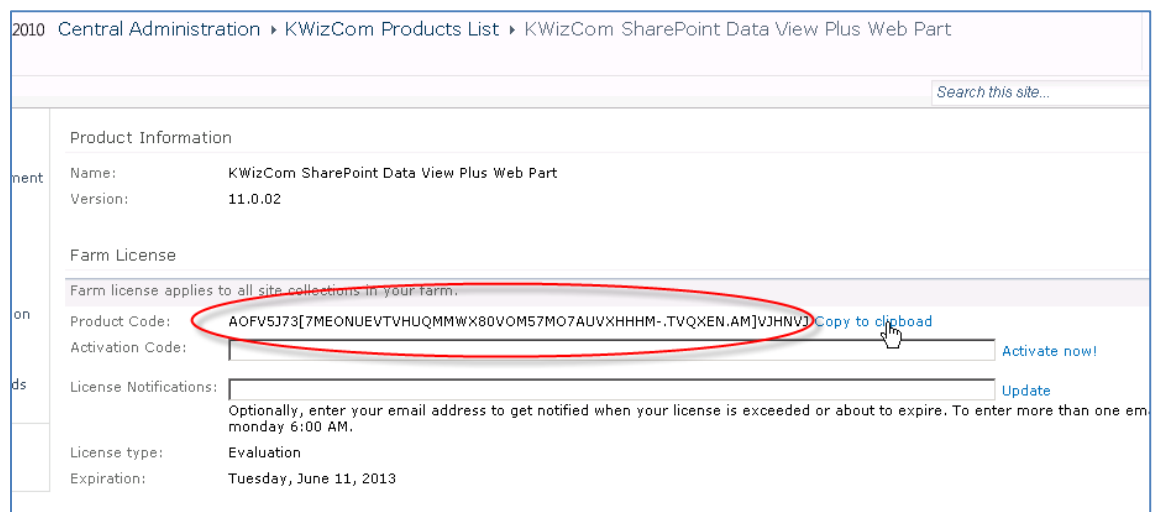 2010 Central Administration ▸ KWizCom Products List ▸ KWizCom SharePoint Data View Plus Web Part
Search this site...
Product Information
ment
Name: KWizCom SharePoint Data View Plus Web Part
Version: 11.0.02
Farm License
Farm license applies to all site collections in your farm.
on
Product Code: AOFV5J73[7MEONUEVTVHUQMMWX80VOM57MO7AUVXHHHM-.TVQXEN.AM]VJHNVJ Copy to clipboad
Activation Code: Activate now!
ds
License Notifications: Update
Optionally, enter your email address to get notified when your license is exceeded or about to expire. To enter more than one em
monday 6:00 AM.
License type: Evaluation
Expiration: Tuesday, June 11, 2013